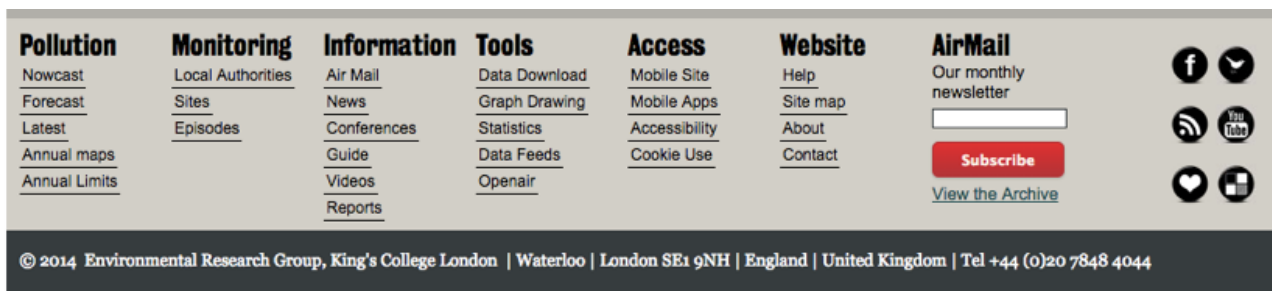 Pollution
Nowcast
Forecast
Latest
Annual maps
Annual Limits
Monitoring
Local Authorities
Sites
Episodes
Information
Air Mail
News
Conferences
Guide
Videos
Reports
Tools
Data Download
Graph Drawing
Statistics
Data Feeds
Openair
Access
Mobile Site
Mobile Apps
Accessibility
Cookie Use
Website
Help
Site map
About
Contact
AirMail
Our monthly
newsletter
Subscribe
View the Archive
f
You
Tube
© 2014 Environmental Research Group, King's College London | Waterloo | London SE1 9NH | England | United Kingdom | Tel +44 (0)20 7848 4044